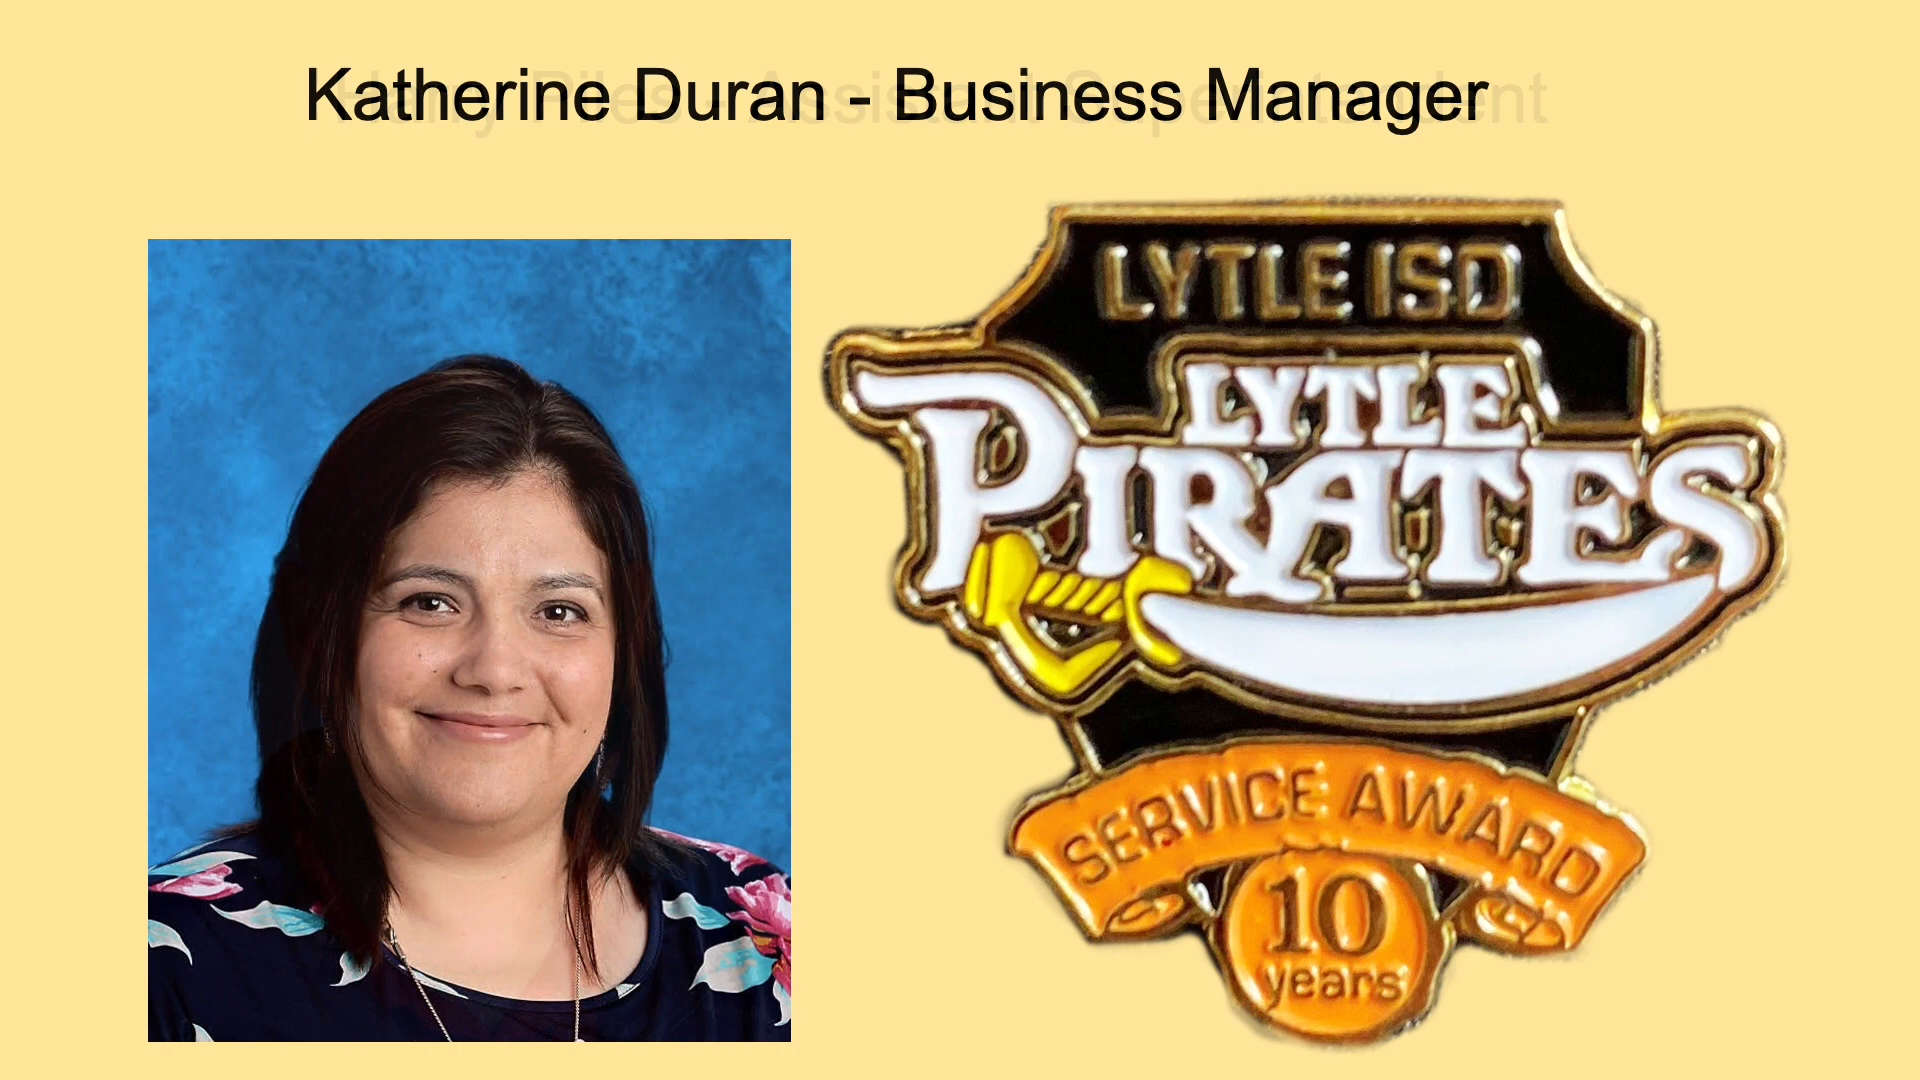 Katherine Duran - Business Manager
LYTLE ISD
LYTLE
PIRATES
SERVICE AWARD
10
years